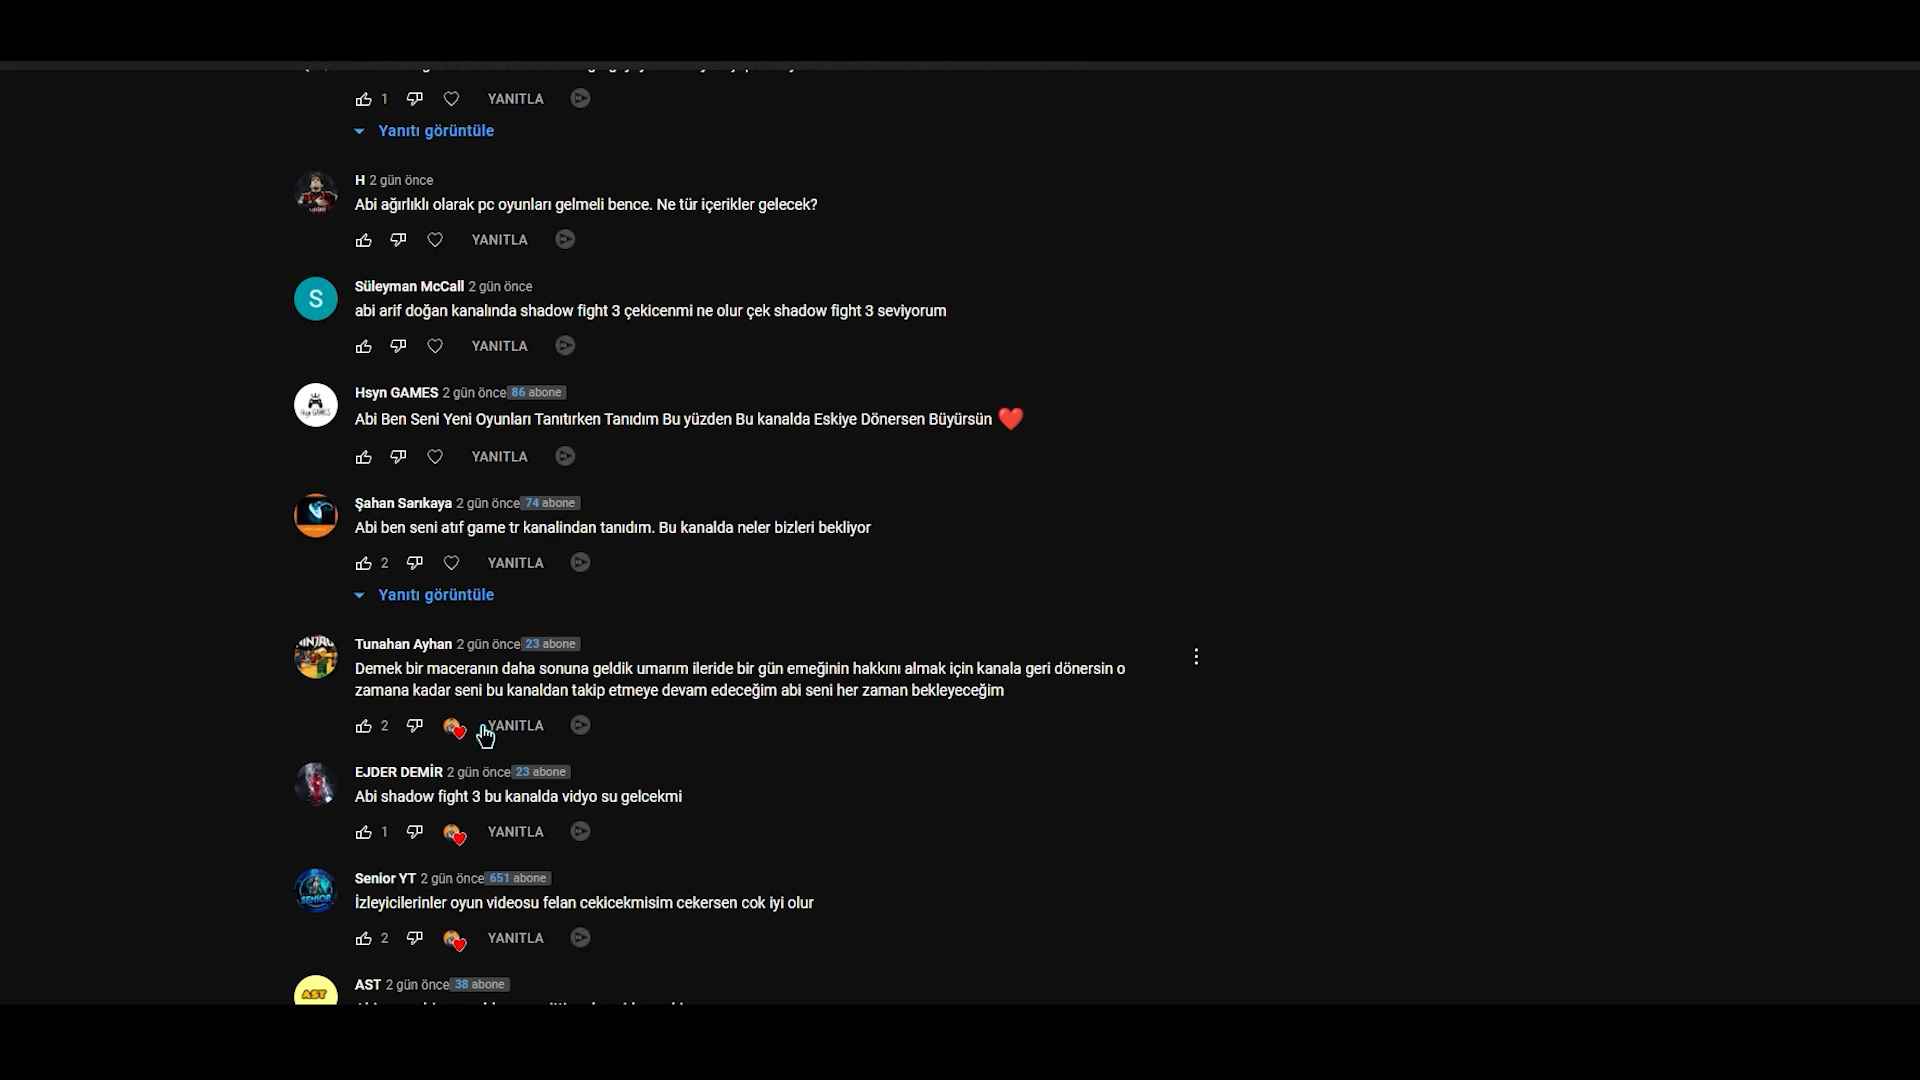 1 YANITLA
Yanıtı görüntüle
H 2 gün önce
Abi ağırlıklı olarak pc oyunları gelmeli bence. Ne tür içerikler gelecek?
YANITLA
S
Süleyman McCall 2 gün önce
abi arif doğan kanalında shadow fight 3 çekicenmi ne olur çek shadow fight 3 seviyorum
YANITLA
Hsyn GAMES
Hsyn GAMES 2 gün önce 86 abone
Abi Ben Seni Yeni Oyunları Tanıtırken Tanıdım Bu yüzden Bu kanalda Eskiye Dönersen Büyürsün ❤️
YANITLA
Şahan Sarıkaya 2 gün önce 74 abone
Abi ben seni atıf game tr kanalindan tanıdım. Bu kanalda neler bizleri bekliyor
2 YANITLA
Yanıtı görüntüle
Tunahan Ayhan 2 gün önce 23 abone
Demek bir maceranın daha sonuna geldik umarım ileride bir gün emeğinin hakkını almak için kanala geri dönersin o
zamana kadar seni bu kanaldan takip etmeye devam edeceğim abi seni her zaman bekleyeceğim
2 YANITLA
EJDER DEMİR 2 gün önce 23 abone
Abi shadow fight 3 bu kanalda vidyo su gelcekmi
1 YANITLA
SENIOR
Senior YT 2 gün önce 651 abone
İzleyicilerinler oyun videosu felan cekicekmisim cekersen cok iyi olur
2 YANITLA
AST
AST 2 gün önce 38 abone